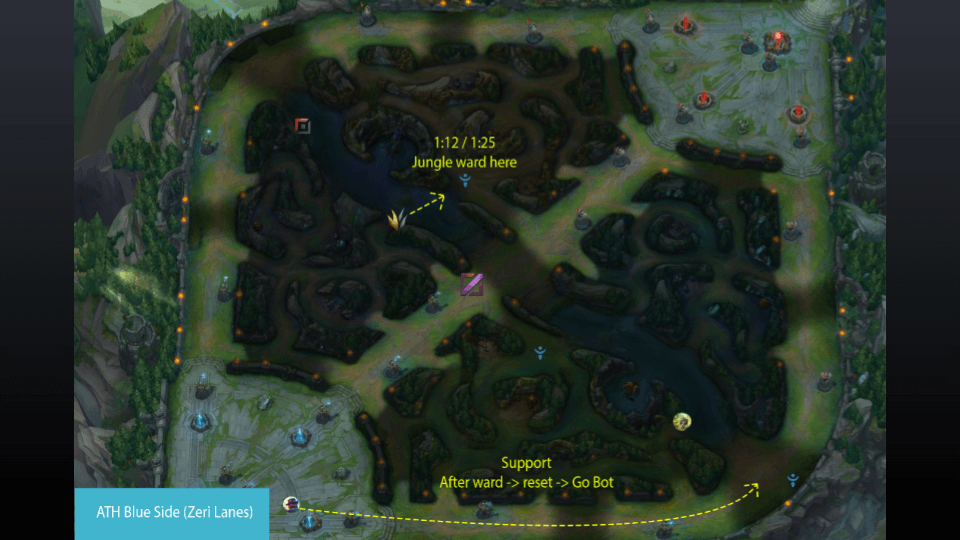 1:12 / 1:25
Jungle ward here
Support
After ward -> reset -> Go Bot
ATH Blue Side (Zeri Lanes)